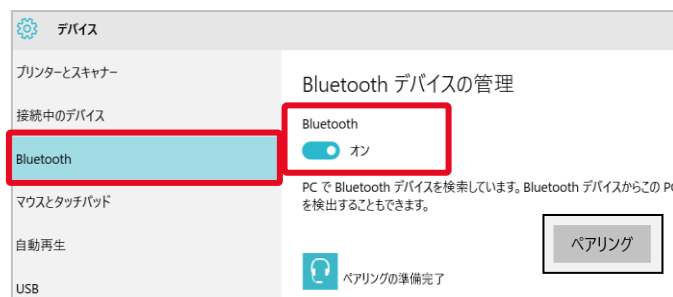 デバイス
プリンターとスキャナー
接続中のデバイス
Bluetooth
マウスとタッチパッド
自動再生
USB
Bluetooth デバイスの管理
Bluetooth
オン
PC で Bluetooth デバイスを検索しています。Bluetooth デバイスからこの PC
を検出することもできます。
ペアリング
ペアリングの準備完了